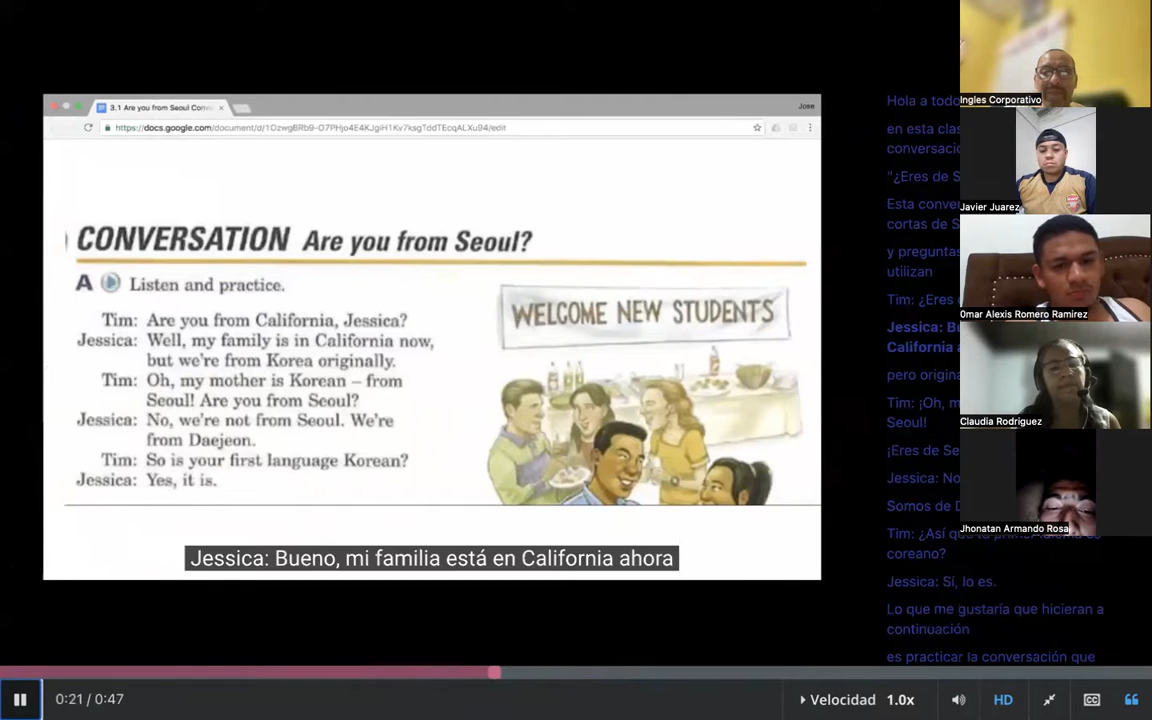 3.1 Are you from Seoul Conv
Jose
https://docs.google.com/document/d/1OzwgBRb9-O7PHjo4E4KJgiH1Kv7ksgTddTEcqALXu94/edit
CONVERSATION Are you from Seoul?
A Listen and practice.
Tim: Are you from California, Jessica?
Jessica: Well, my family is in California now,
but we're from Korea originally.
Tim: Oh, my mother is Korean – from
Seoul! Are you from Seoul?
Jessica: No, we're not from Seoul. We're
from Daejeon.
Tim: So is your first language Korean?
Jessica: Yes, it is.
WELCOME NEW STUDENTS
Jessica: Bueno, mi familia está en California ahora
Hola a todo
en esta clas
conversació
"¿Eres de S
Esta conver
cortas de S
y preguntas
utilizan
Tim: ¿Eres
Jessica: Bu
California a
pero origina
Tim: ¡Oh, m
Seoul!
¡Eres de Se
Jessica: No
Somos de D
Tim: ¿Así que
coreano?
Jessica: Sí, lo es.
Lo que me gustaría que hicieran a
continuación
es practicar la conversación que
Ingles Corporativo
Javier Juarez
0mar Alexis Romero Ramirez
Claudia Rodriguez
Jhonatan Armando Rosa
0:21 / 0:47
Velocidad 1.0x
HD
CC